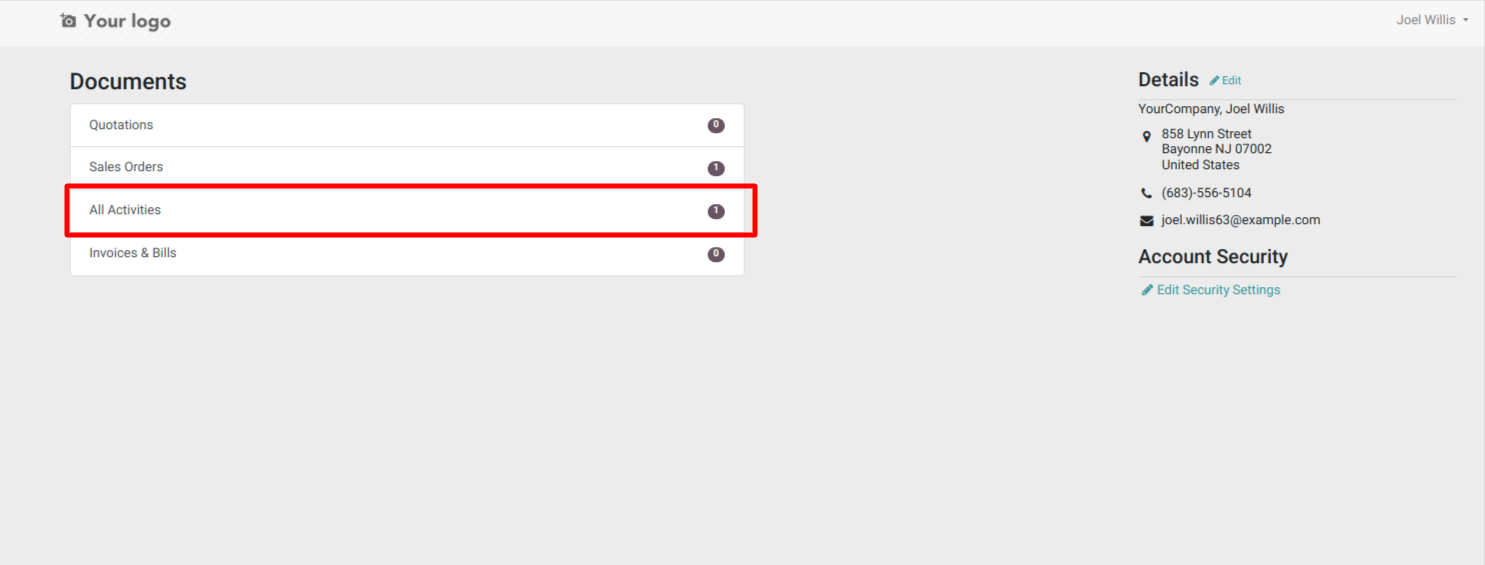 Your logo
Joel Willis
Documents
Quotations 0
Sales Orders 1
All Activities 1
Invoices & Bills 0
Details Edit
YourCompany, Joel Willis
858 Lynn Street
Bayonne NJ 07002
United States
(683)-556-5104
joel.willis63@example.com
Account Security
Edit Security Settings